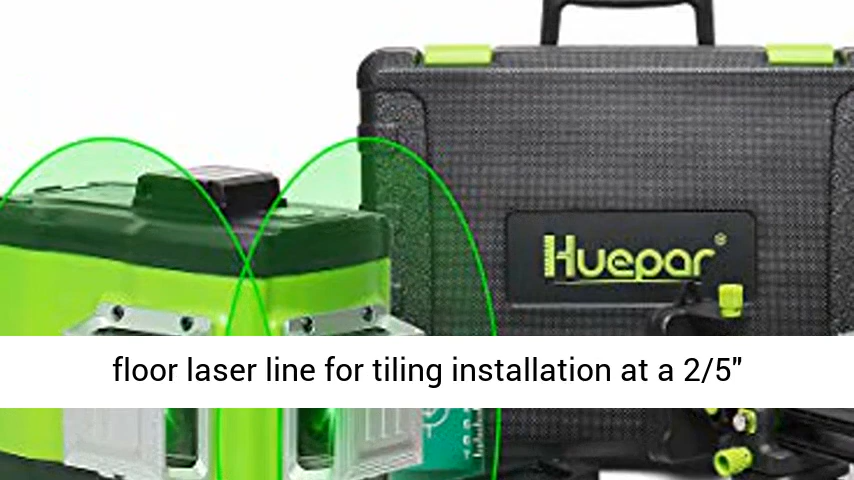 Huepar®
floor laser line for tiling installation at a 2/5"